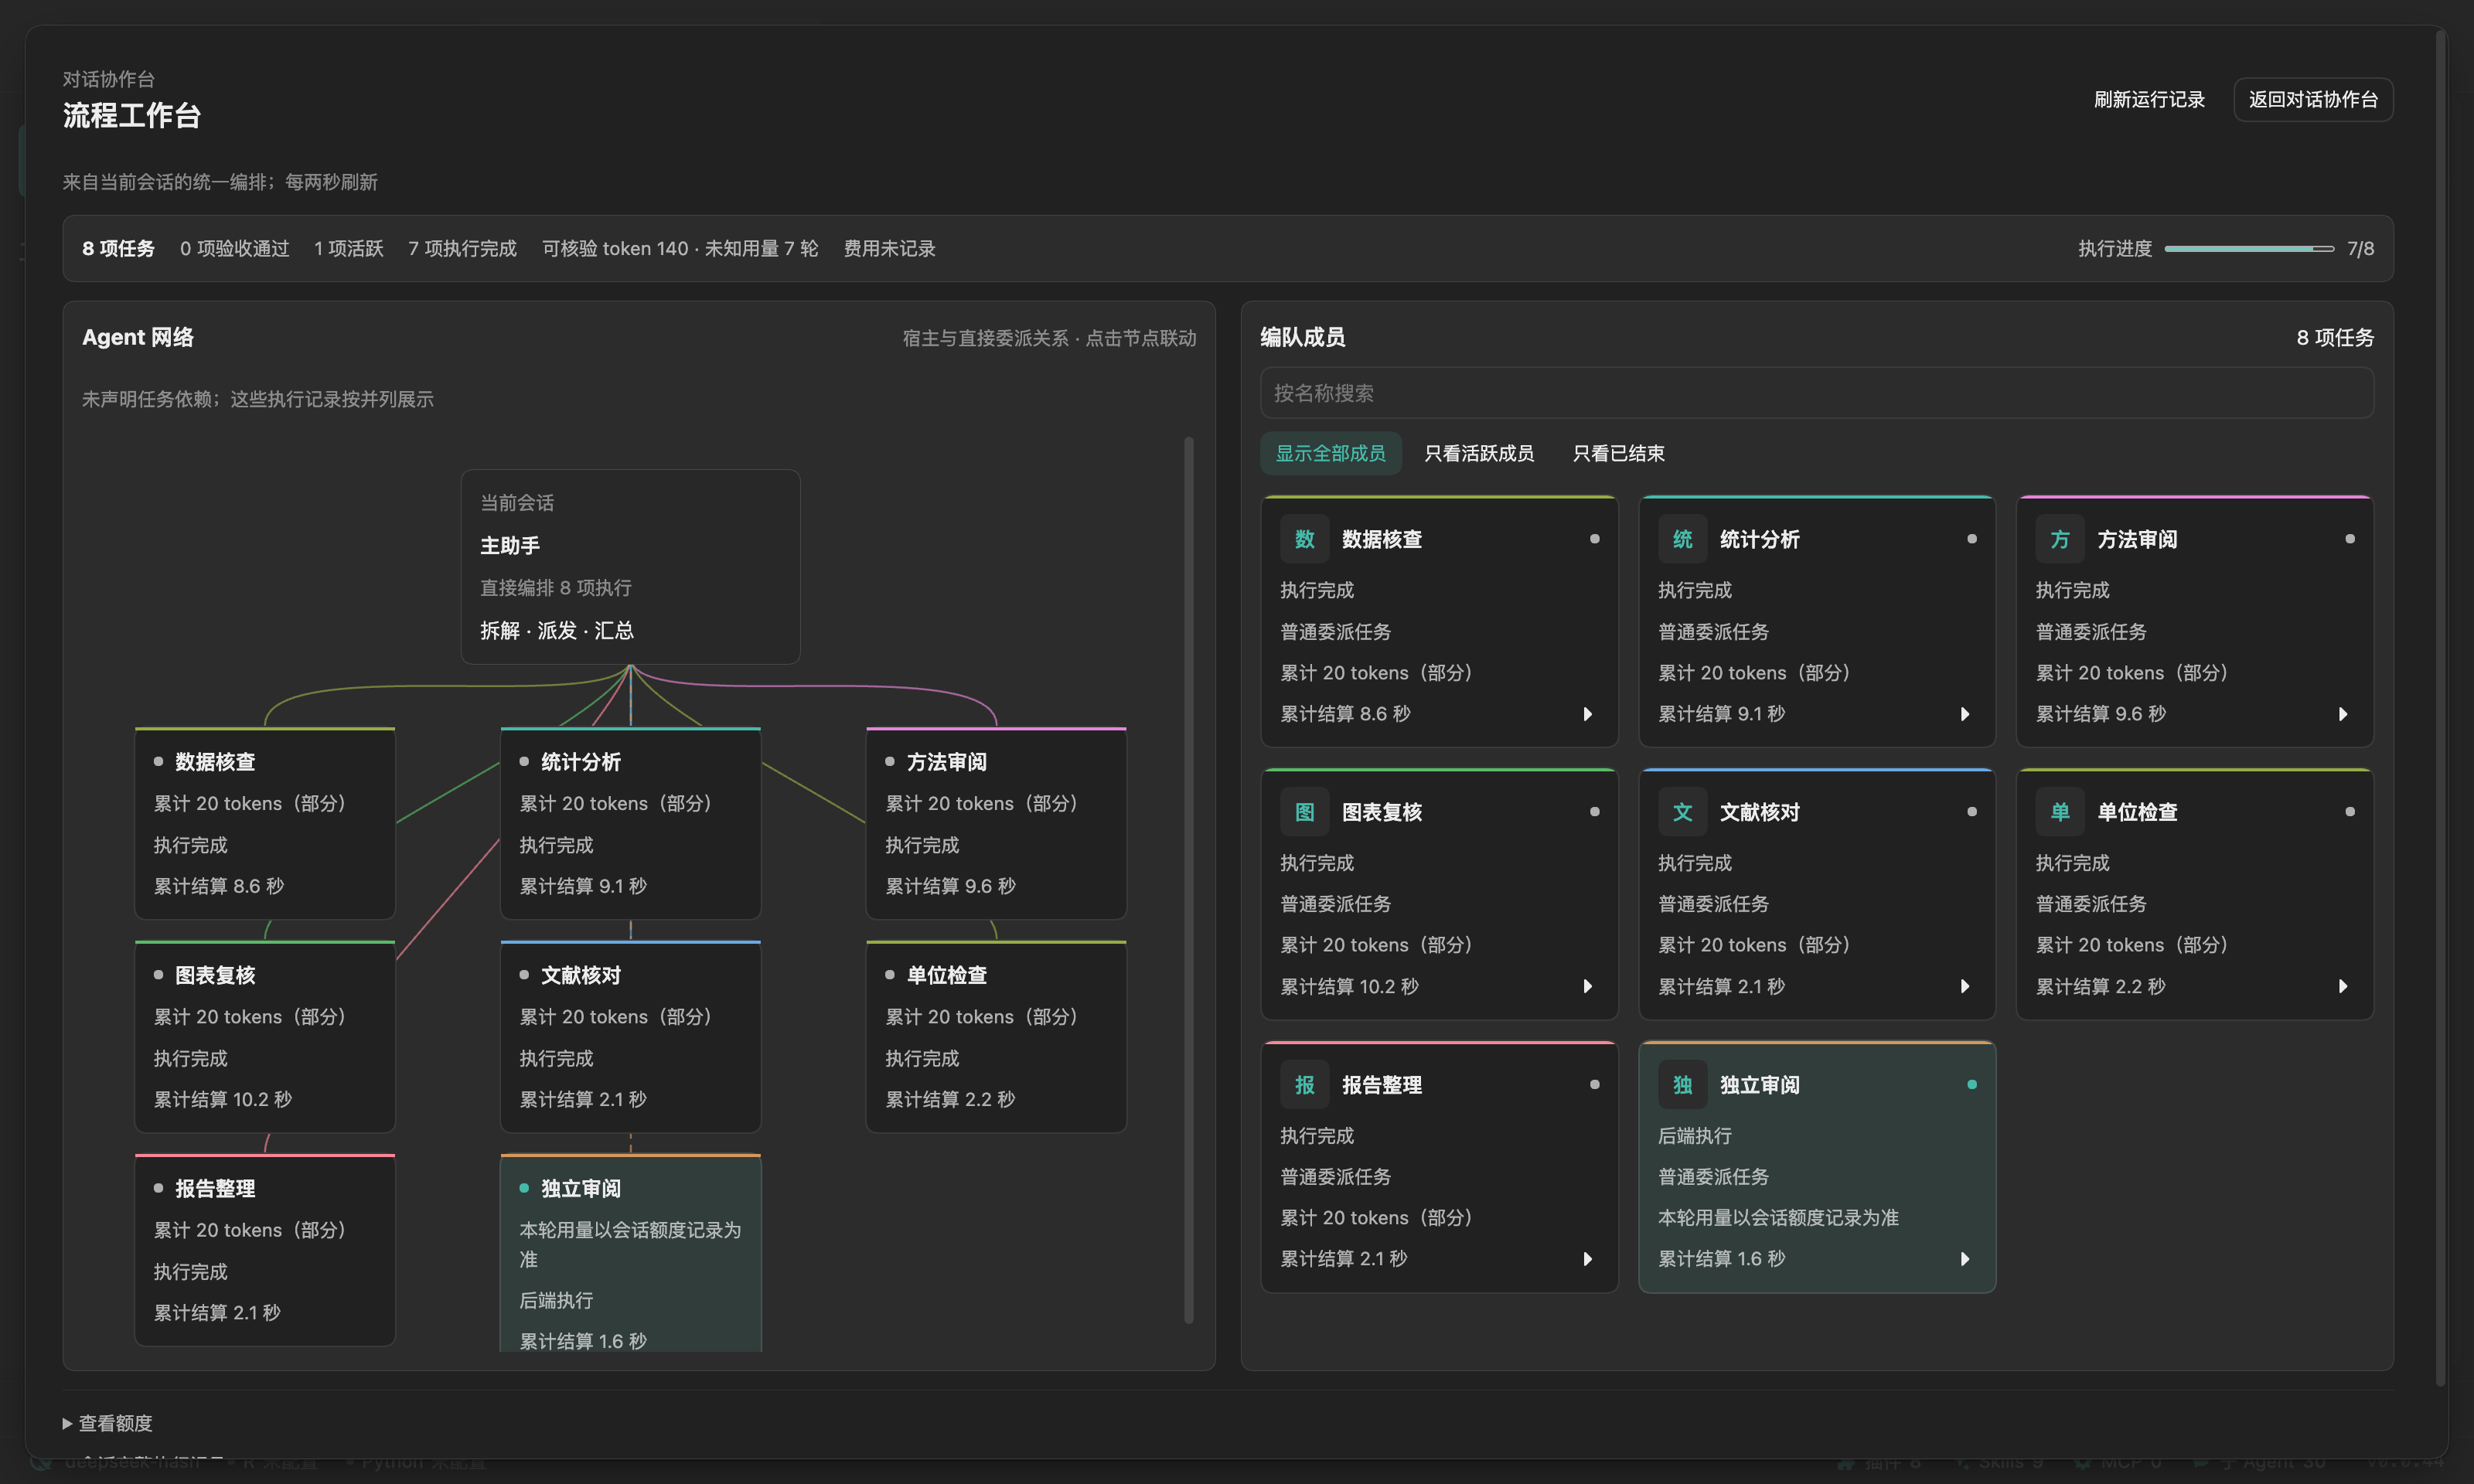 对话协作台
流程工作台
刷新运行记录
返回对话协作台
来自当前会话的统一编排；每两秒刷新
8 项任务 0 项验收通过 1 项活跃 7 项执行完成 可核验 token 140 · 未知用量 7 轮 费用未记录
执行进度 7/8
Agent 网络
宿主与直接委派关系 · 点击节点联动
未声明任务依赖；这些执行记录按并列展示
当前会话
主助手
直接编排 8 项执行
拆解 · 派发 · 汇总
数据核查
累计 20 tokens（部分）
执行完成
累计结算 8.6 秒
统计分析
累计 20 tokens（部分）
执行完成
累计结算 9.1 秒
方法审阅
累计 20 tokens（部分）
执行完成
累计结算 9.6 秒
图表复核
累计 20 tokens（部分）
执行完成
累计结算 10.2 秒
文献核对
累计 20 tokens（部分）
执行完成
累计结算 2.1 秒
单位检查
累计 20 tokens（部分）
执行完成
累计结算 2.2 秒
报告整理
累计 20 tokens（部分）
执行完成
累计结算 2.1 秒
独立审阅
本轮用量以会话额度记录为
准
后端执行
累计结算 1.6 秒
编队成员
8 项任务
按名称搜索
显示全部成员 只看活跃成员 只看已结束
数 数据核查
执行完成
普通委派任务
累计 20 tokens（部分）
累计结算 8.6 秒
统 统计分析
执行完成
普通委派任务
累计 20 tokens（部分）
累计结算 9.1 秒
方 方法审阅
执行完成
普通委派任务
累计 20 tokens（部分）
累计结算 9.6 秒
图 图表复核
执行完成
普通委派任务
累计 20 tokens（部分）
累计结算 10.2 秒
文 文献核对
执行完成
普通委派任务
累计 20 tokens（部分）
累计结算 2.1 秒
单 单位检查
执行完成
普通委派任务
累计 20 tokens（部分）
累计结算 2.2 秒
报 报告整理
执行完成
普通委派任务
累计 20 tokens（部分）
累计结算 2.1 秒
独 独立审阅
后端执行
普通委派任务
本轮用量以会话额度记录为准
累计结算 1.6 秒
查看额度